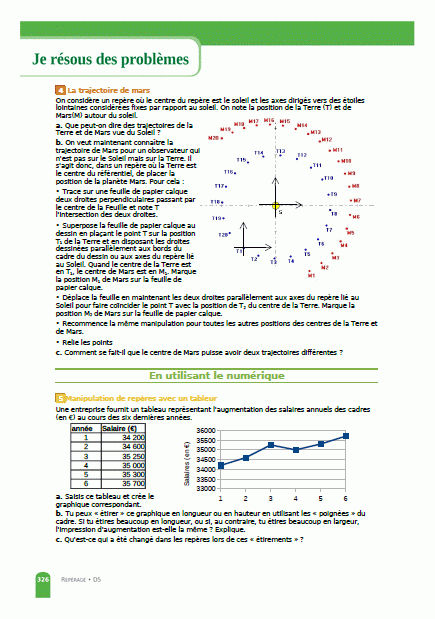 Je résous des problèmes
4 La trajectoire de mars
On considère un repère où le centre du repère est le soleil et les axes dirigés vers des étoiles
lointaines considérées fixes par rapport au soleil. On note la position de la Terre (T) et de
Mars(M) autour du soleil.
a. Que peut-on dire des trajectoires de la
Terre et de Mars vue du Soleil ?
b. On veut maintenant connaitre la
trajectoire de Mars pour un observateur qui
n'est pas sur le Soleil mais sur la Terre. Il
s'agit donc, dans un repère où la Terre est
le centre du référentiel, de placer la
position de la planète Mars. Pour cela :
• Trace sur une feuille de papier calque
deux droites perpendiculaires passant par
le centre de la Feuille et note T
l'intersection des deux droites.
• Superpose la feuille de papier calque au
dessin en plaçant le point T sur la position
T₁ de la Terre et en disposant les droites
dessinées parallèlement aux bords du
cadre du dessin ou aux axes du repère lié
au Soleil. Quand le centre de la Terre est
en T₁, le centre de Mars est en M₁. Marque
la position M₁ de Mars sur la feuille de
papier calque.
M20
M19
M18
M17
M16
M15
M14
M13
M12
M11
M10
M9
M8
M7
M6
M5
M4
M3
M2
M1
T15
T14
T13
T12
T11
T10
T9
T8
T7
T6
T5
T4
T3
T2
T1
T20
T19
T18
T17
T16
S
• Déplace la feuille en maintenant les deux droites parallèlement aux axes du repère lié au
Soleil pour faire coïncider le point T avec la position de T₂ du centre de la Terre. Marque la
position M₂ de Mars sur la feuille de papier calque.
• Recommence la même manipulation pour toutes les autres positions des centres de la Terre et
de Mars.
• Relie les points
c. Comment se fait-il que le centre de Mars puisse avoir deux trajectoires différentes ?
En utilisant le numérique
5 Manipulation de repères avec un tableur
Une entreprise fournit un tableau représentant l'augmentation des salaires annuels des cadres
(en €) au cours des six dernières années.
année Salaire (€)
1 34 200
2 34 600
3 35 250
4 35 000
5 35 300
6 35 700
Salaires (en €)
36000
35500
35000
34500
34000
33500
33000
1 2 3 4 5 6
a. Saisis ce tableau et crée le
graphique correspondant.
b. Tu peux « étirer » ce graphique en longueur ou en hauteur en utilisant les « poignées » du
cadre. Si tu étires beaucoup en longueur, ou si, au contraire, tu étires beaucoup en largeur,
l'impression d'augmentation est-elle la même ? Explique.
c. Qu'est-ce qui a été changé dans les repères lors de ces « étirements » ?
326 REPÉRAGE • D5